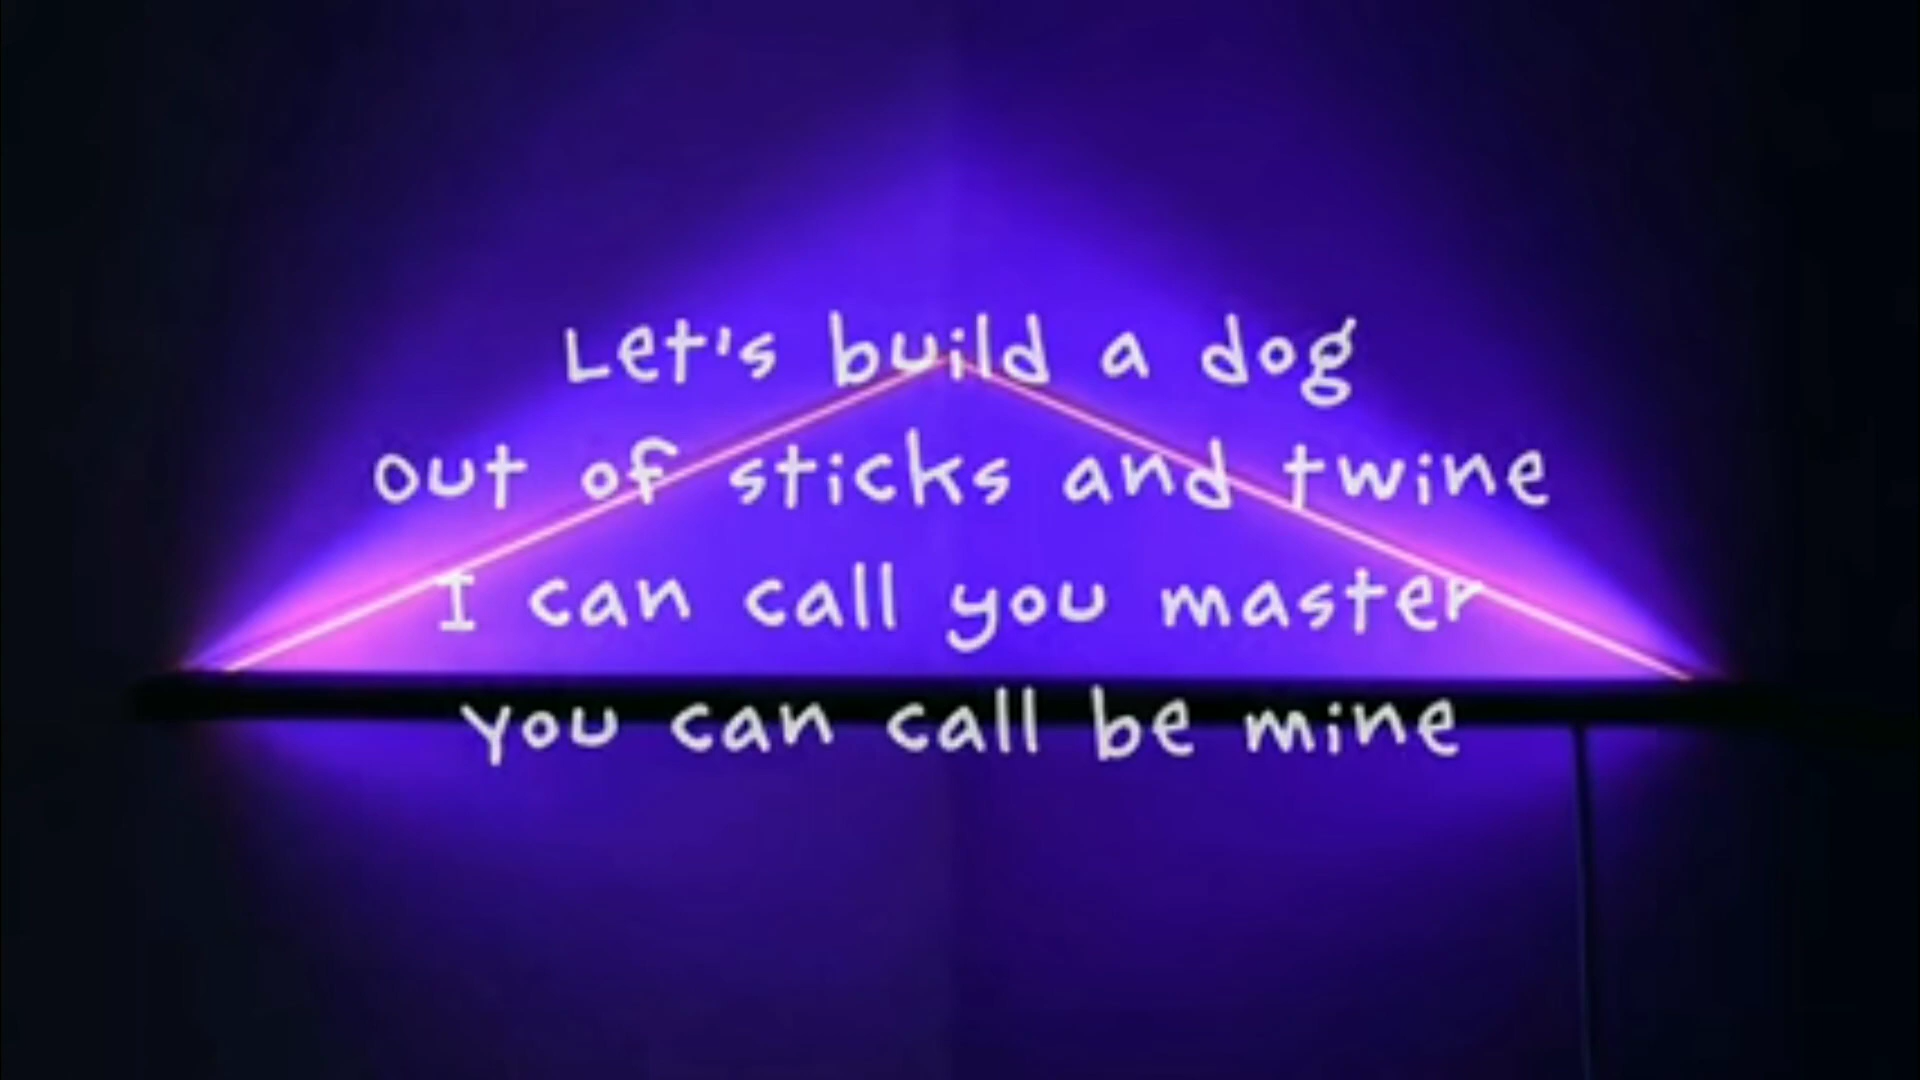 Let's build a dog
out of sticks and twine
I can call you master
you can call be mine